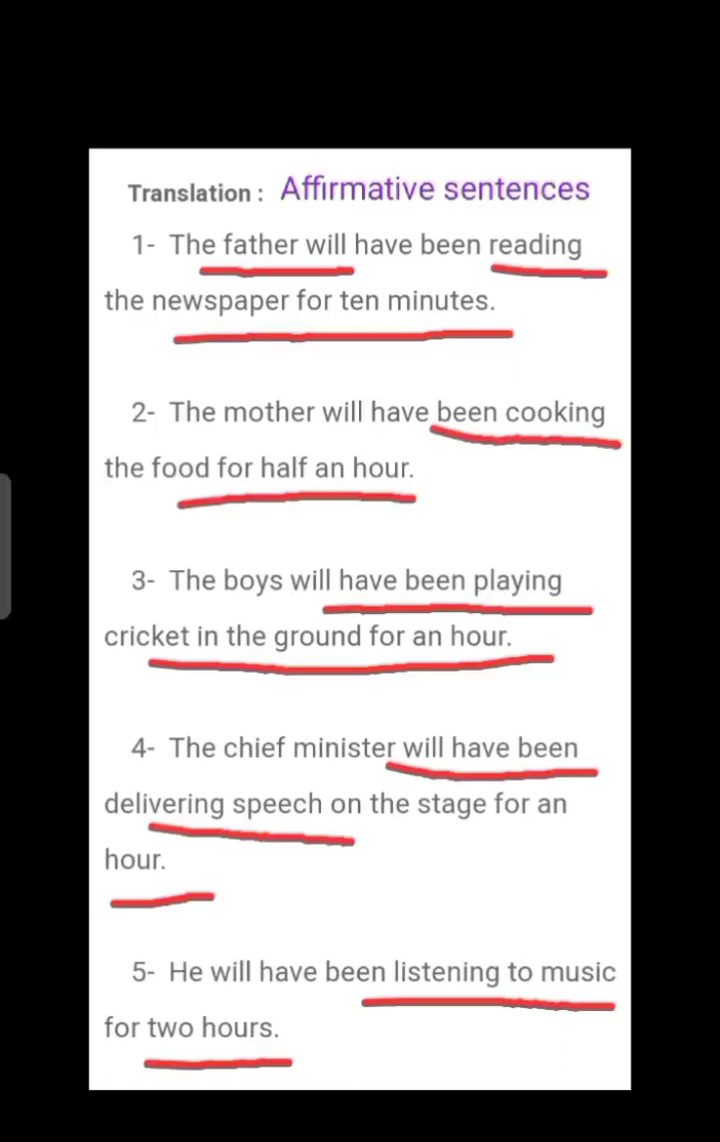 Translation : Affirmative sentences
1- The father will have been reading
the newspaper for ten minutes.
2- The mother will have been cooking
the food for half an hour.
3- The boys will have been playing
cricket in the ground for an hour.
4- The chief minister will have been
delivering speech on the stage for an
hour.
5- He will have been listening to music
for two hours.